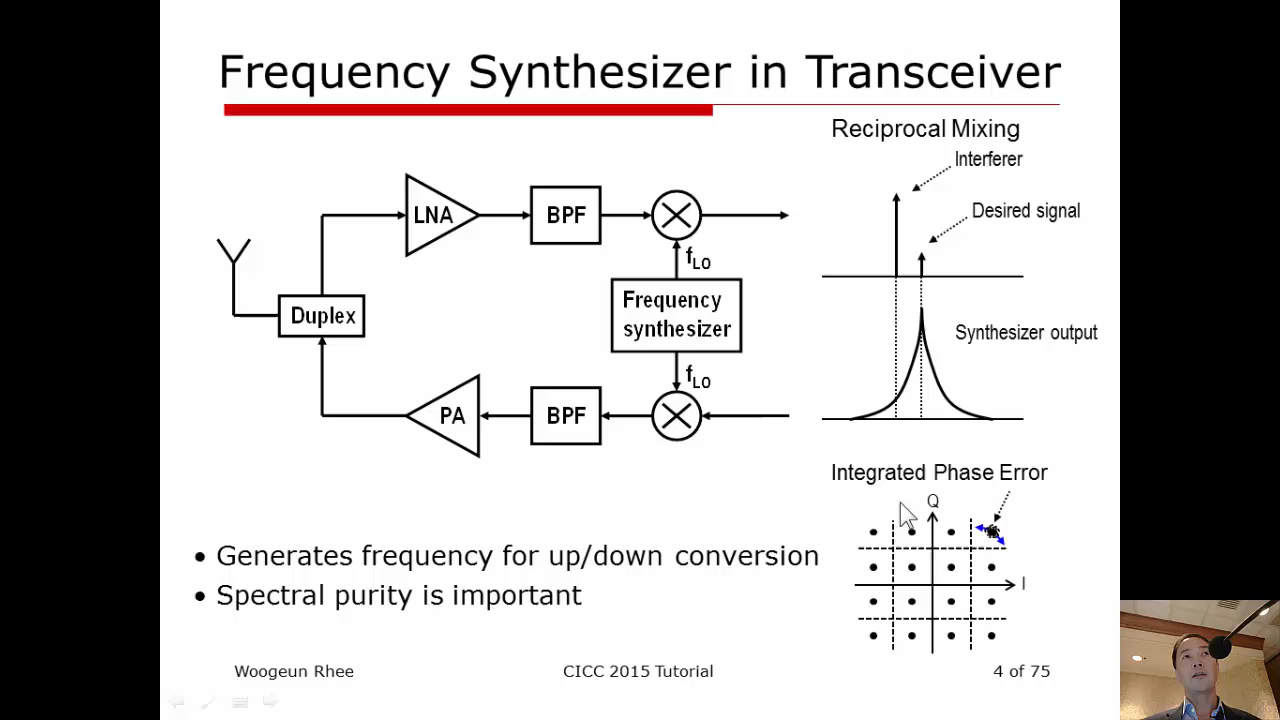 Frequency Synthesizer in Transceiver
Reciprocal Mixing
Interferer
Desired signal
LNA
BPF
fLO
Frequency
synthesizer
Duplex
Synthesizer output
fLO
PA
BPF
Integrated Phase Error
Q
I
• Generates frequency for up/down conversion
• Spectral purity is important
Woogeun Rhee
CICC 2015 Tutorial
4 of 75